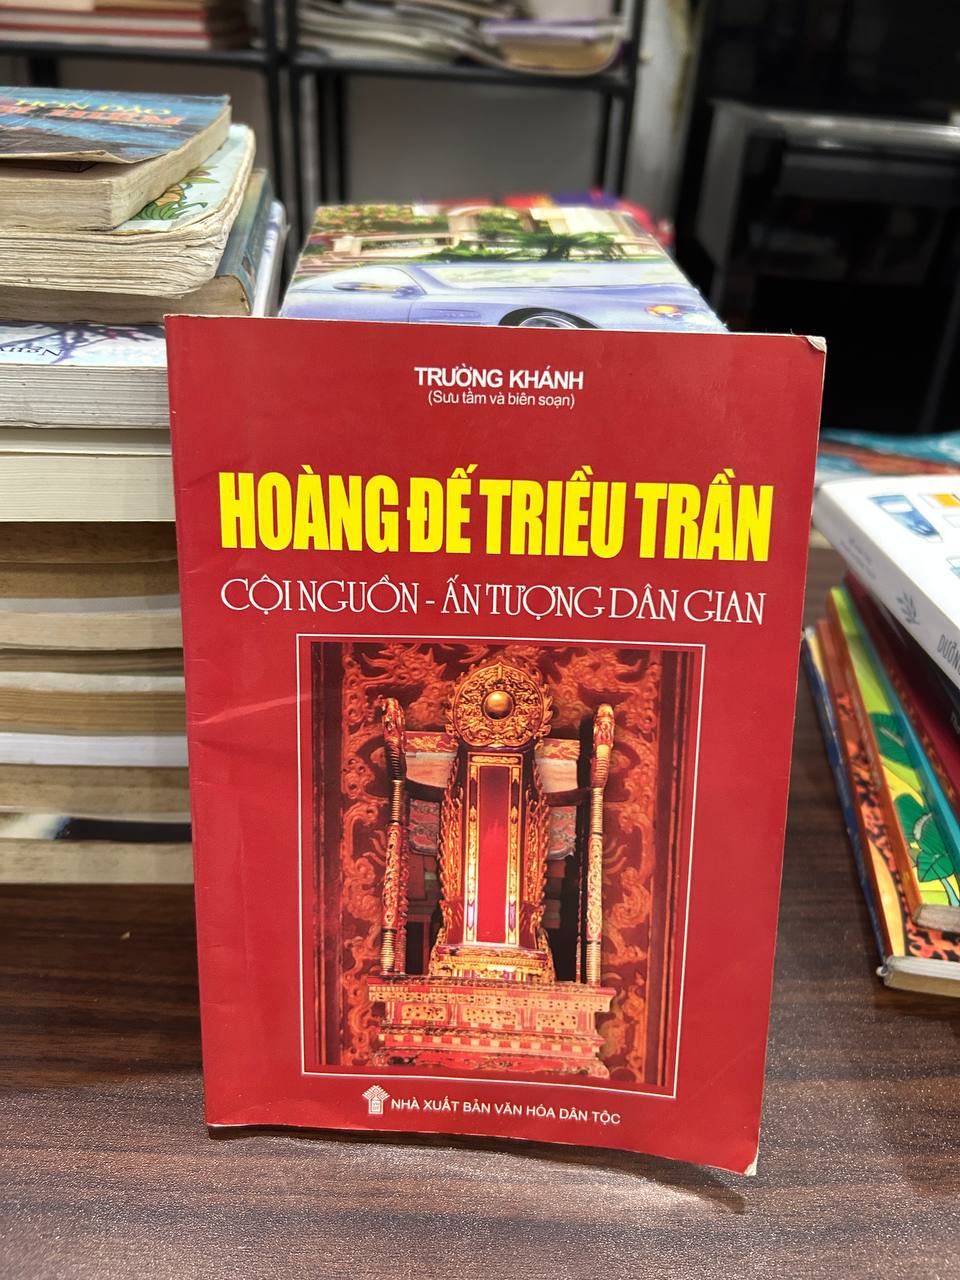 TRƯỜNG KHÁNH
(Sưu tầm và biên soạn)
HOÀNG ĐẾ TRIỀU TRẦN
CỘI NGUỒN - ẤN TƯỢNG DÂN GIAN
NHÀ XUẤT BẢN VĂN HÓA DÂN TỘC